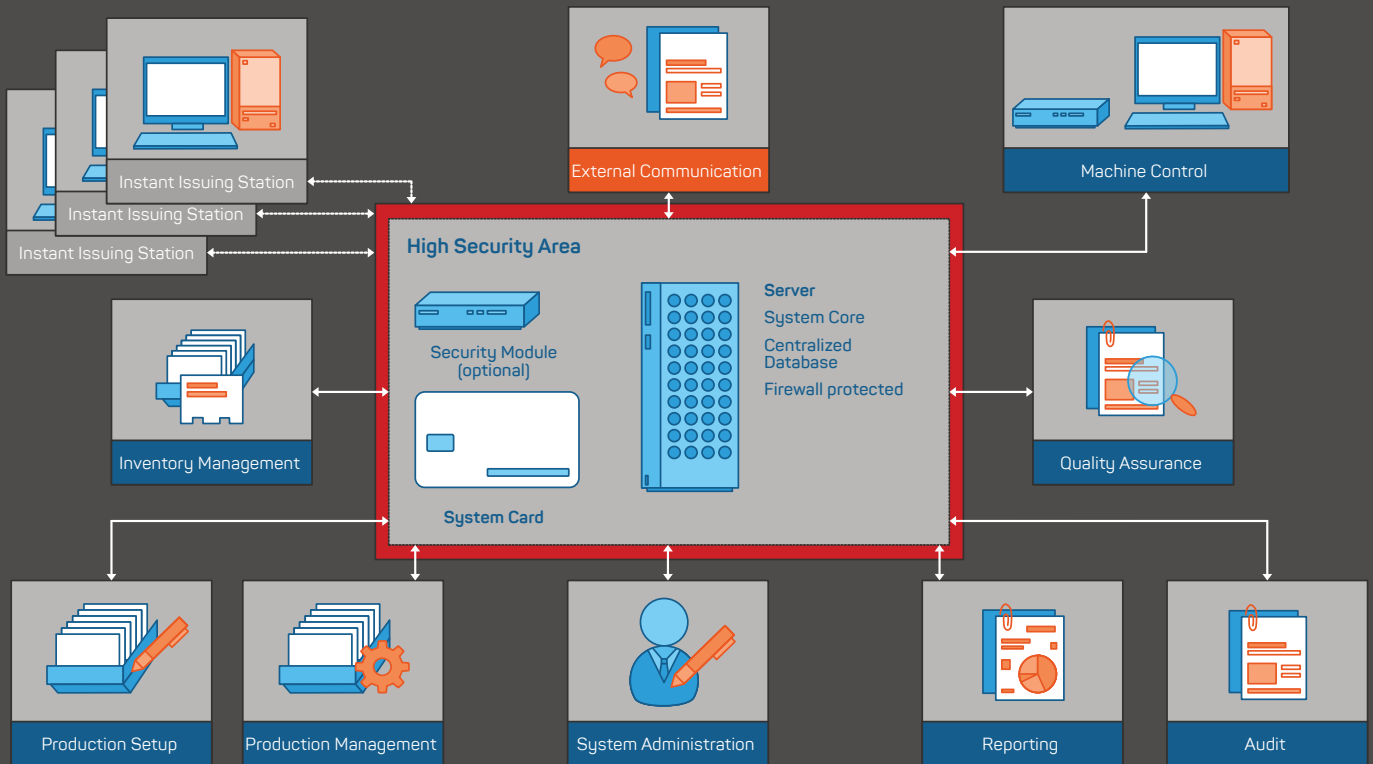 Instant Issuing Station
Instant Issuing Station
Instant Issuing Station
External Communication
Machine Control
High Security Area
Security Module
(optional)
System Card
Server
System Core
Centralized
Database
Firewall protected
Inventory Management
Quality Assurance
Production Setup
Production Management
System Administration
Reporting
Audit